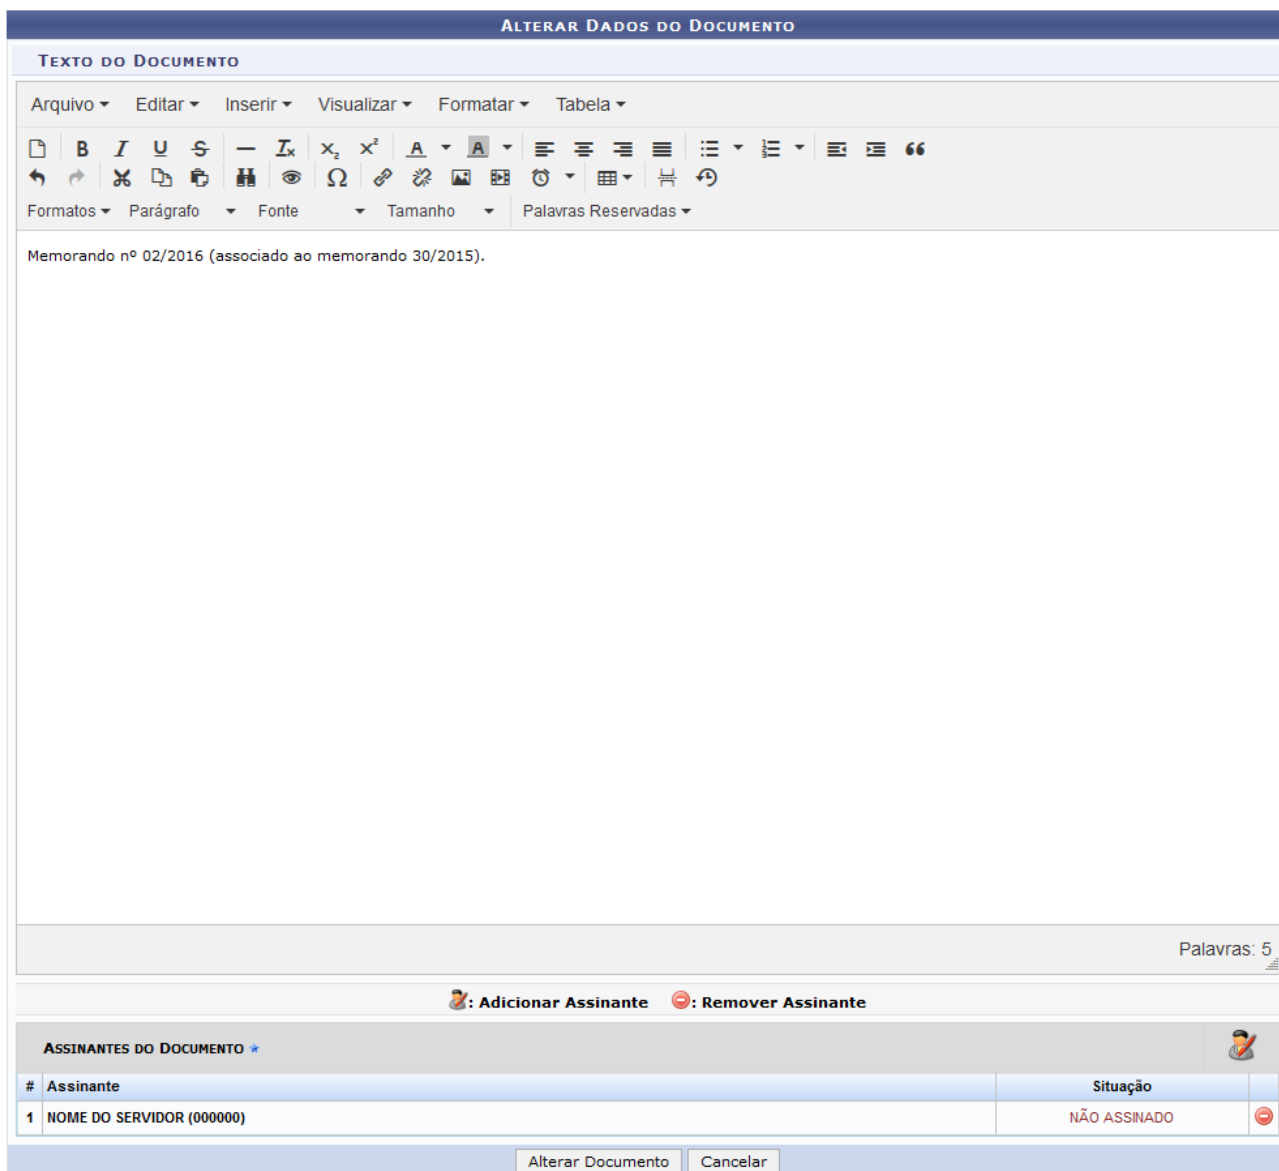 Alterar Dados do Documento
Texto do Documento
Arquivo Editar Inserir Visualizar Formatar Tabela
Formatos Parágrafo Fonte Tamanho Palavras Reservadas
Memorando nº 02/2016 (associado ao memorando 30/2015).
Palavras: 5
: Adicionar Assinante : Remover Assinante
Assinantes do Documento
# Assinante Situação
1 NOME DO SERVIDOR (000000) NÃO ASSINADO
Alterar Documento Cancelar